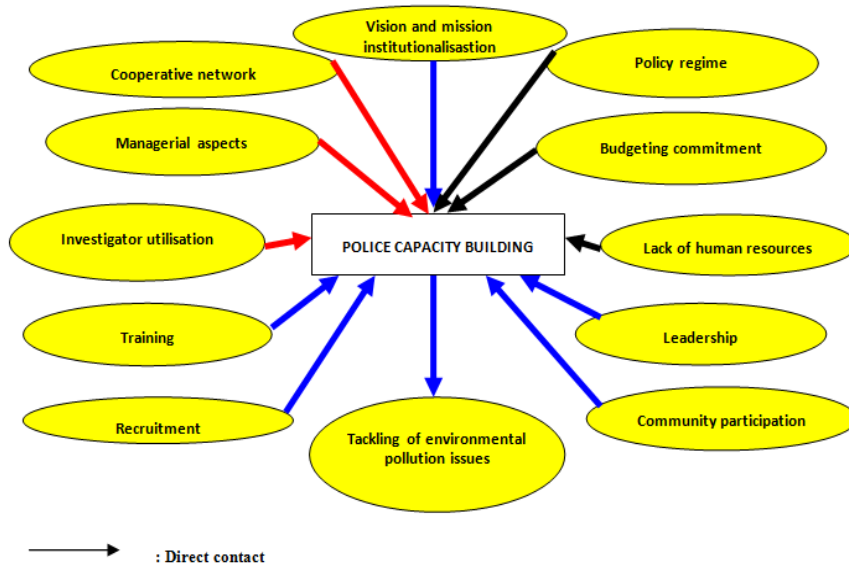 Vision and mission
institutionalisastion
Cooperative network
Policy regime
Managerial aspects
Budgeting commitment
Investigator utilisation
POLICE CAPACITY BUILDING
Lack of human resources
Training
Leadership
Recruitment
Tackling of environmental
pollution issues
Community participation
: Direct contact